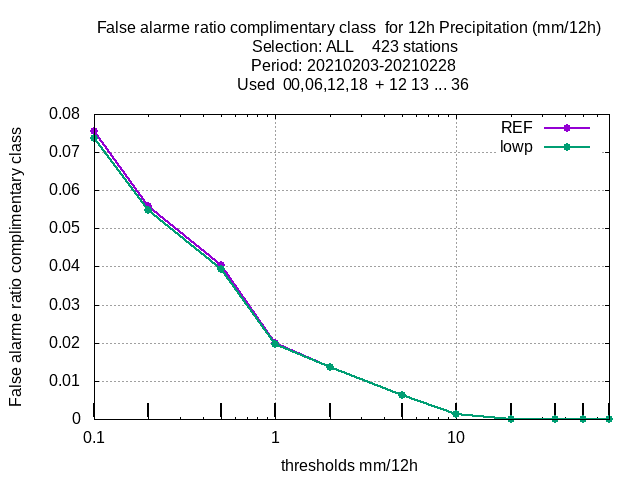 False alarme ratio complimentary class  for 12h Precipitation (mm/12h)
Selection: ALL    423 stations
Period: 20210203-20210228
Used  00,06,12,18  + 12 13 ... 36
REF
lowp
False alarme ratio complimentary class
0.08
0.07
0.06
0.05
0.04
0.03
0.02
0.01
0
0.1 1 10
thresholds mm/12h